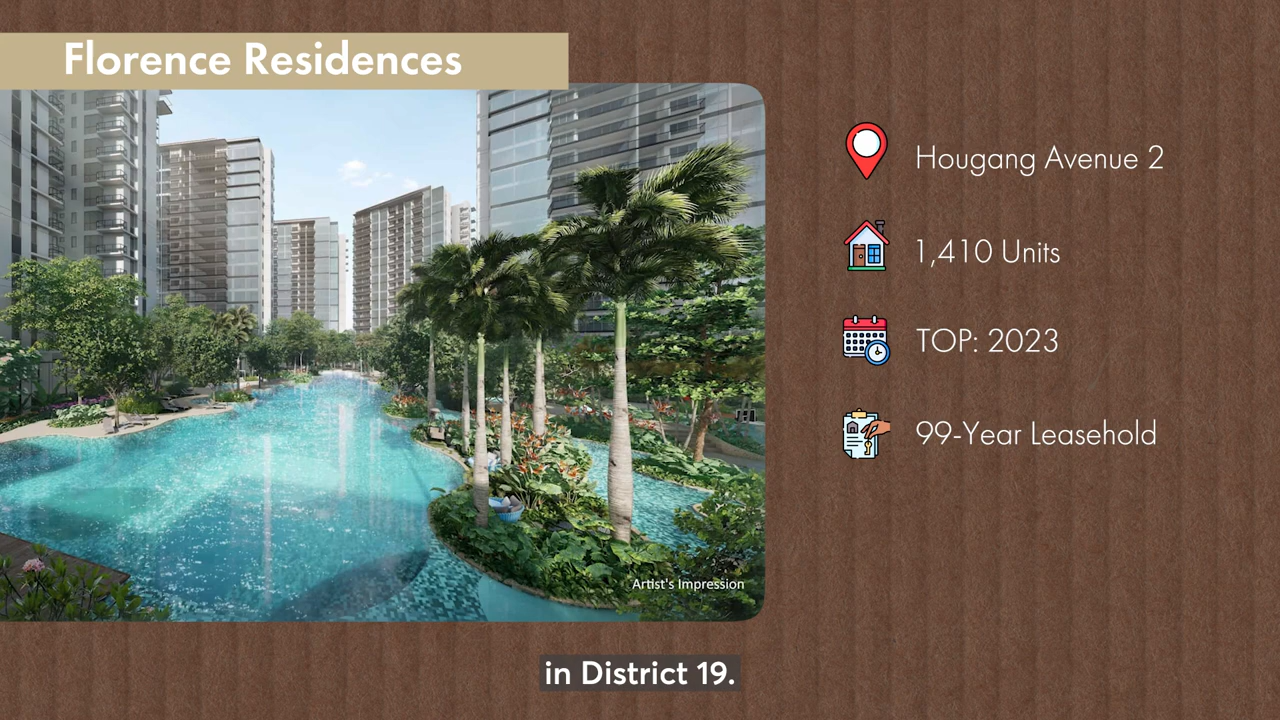 Florence Residences
Hougang Avenue 2
1,410 Units
TOP: 2023
99-Year Leasehold
Artist's Impression
in District 19.